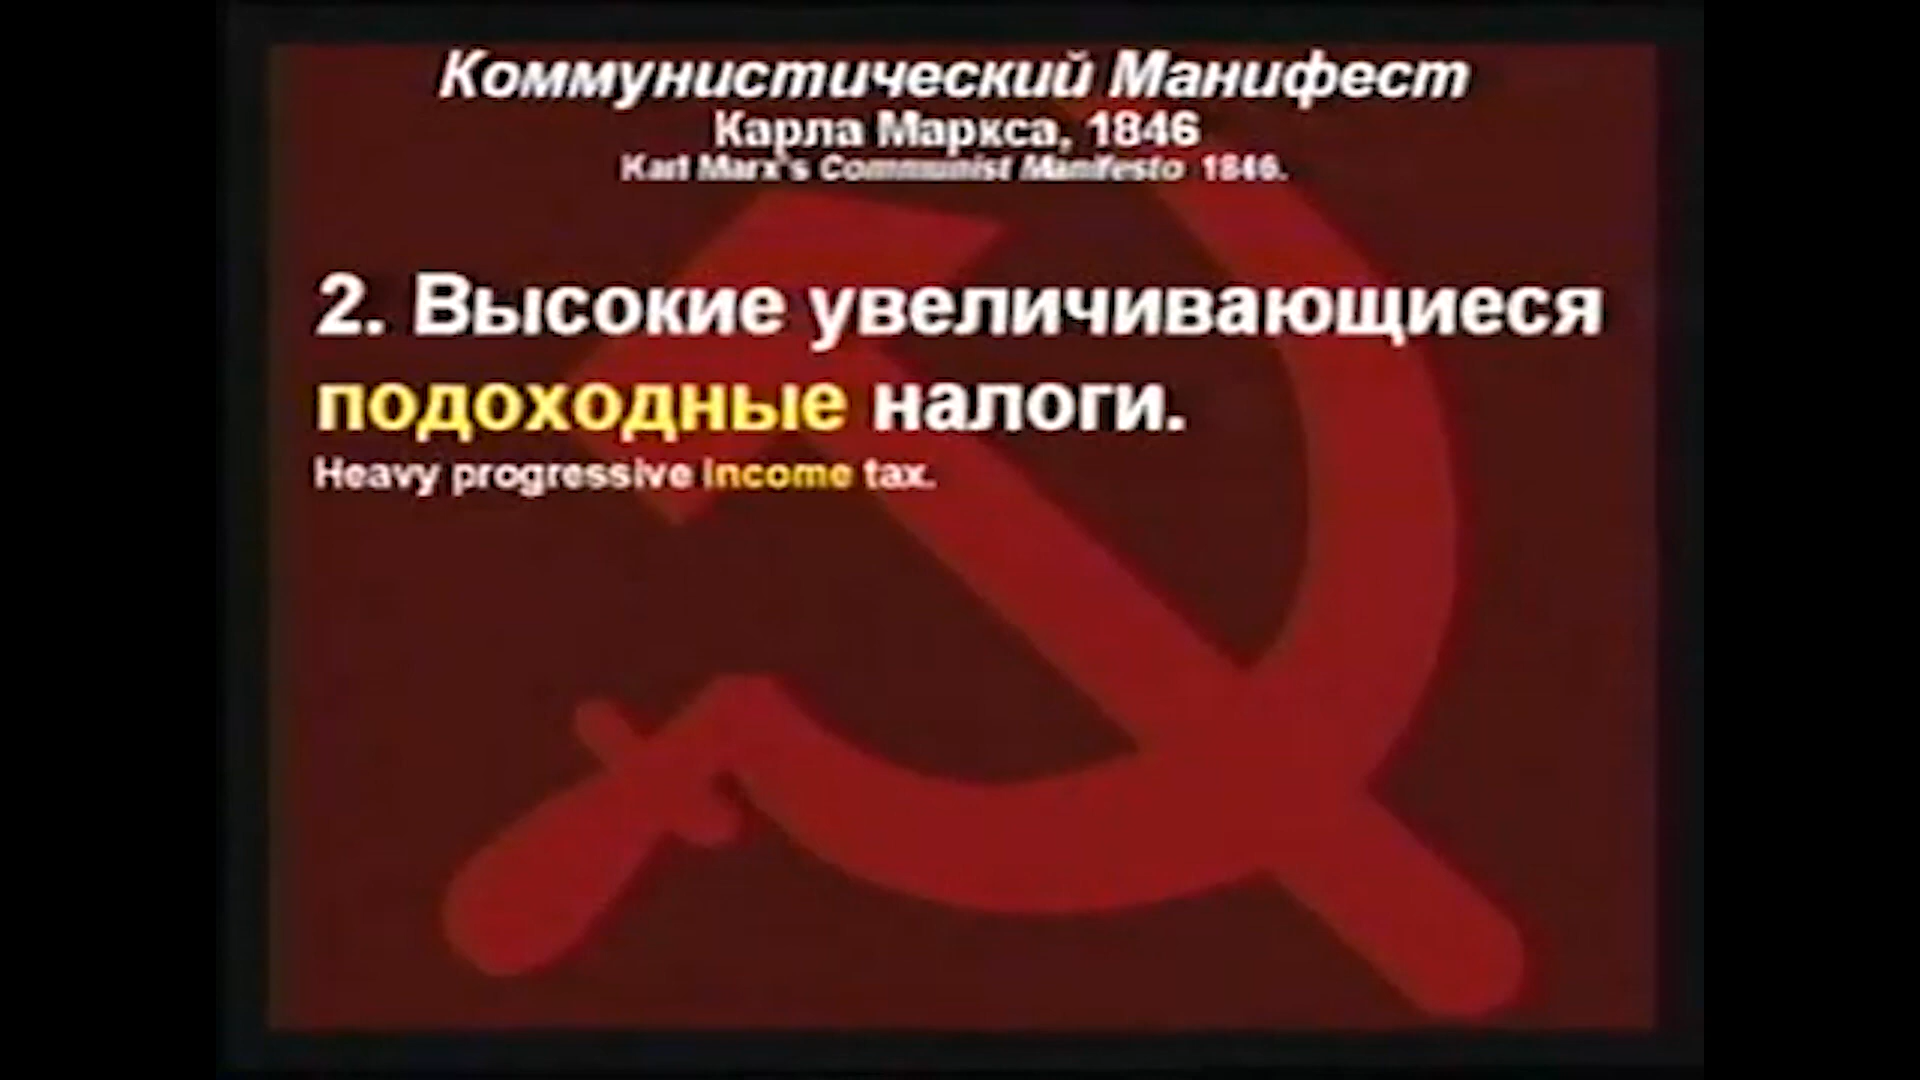 Коммунистический Манифест
Карла Маркса, 1846
Karl Marx's Communist Manifesto 1846.
2. Высокие увеличивающиеся
подоходные налоги.
Heavy progressive income tax.